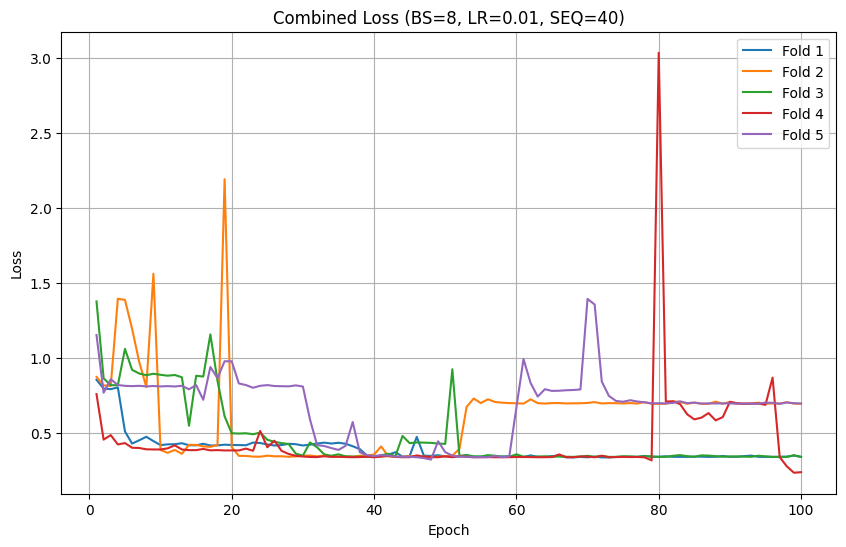 Combined Loss (BS=8, LR=0.01, SEQ=40)
Fold 1
Fold 2
Fold 3
Fold 4
Fold 5
Loss
3.0
2.5
2.0
1.5
1.0
0.5
0 20 40 60 80 100
Epoch